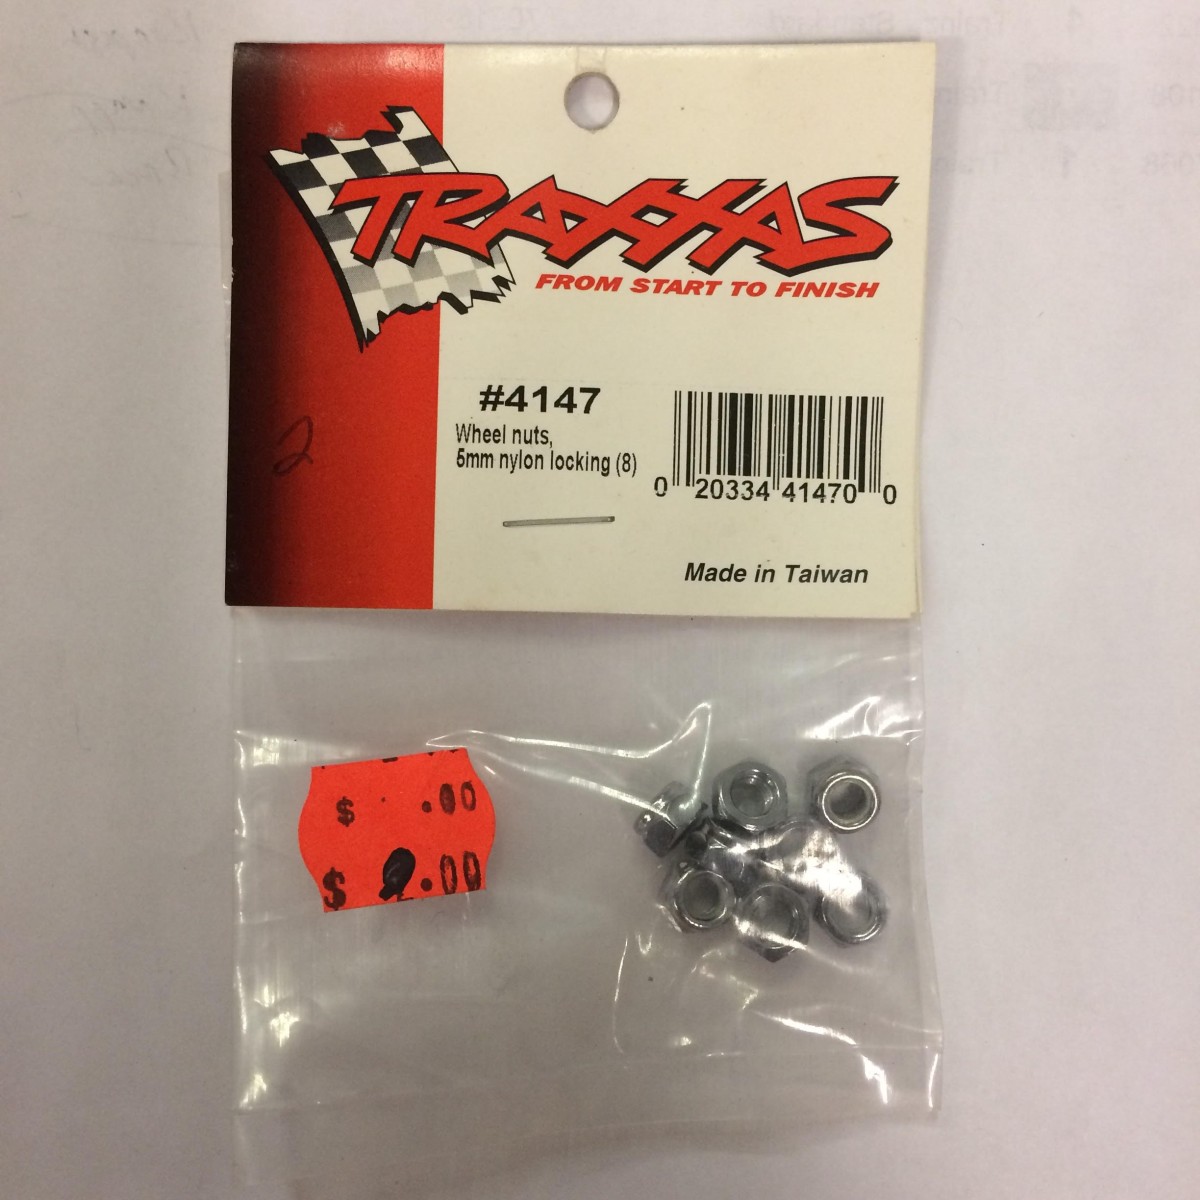 TRAXXAS
FROM START TO FINISH
#4147
Wheel nuts,
5mm nylon locking (8)
0 20334 41470 0
Made in Taiwan
2
$ .00
$ 2.00